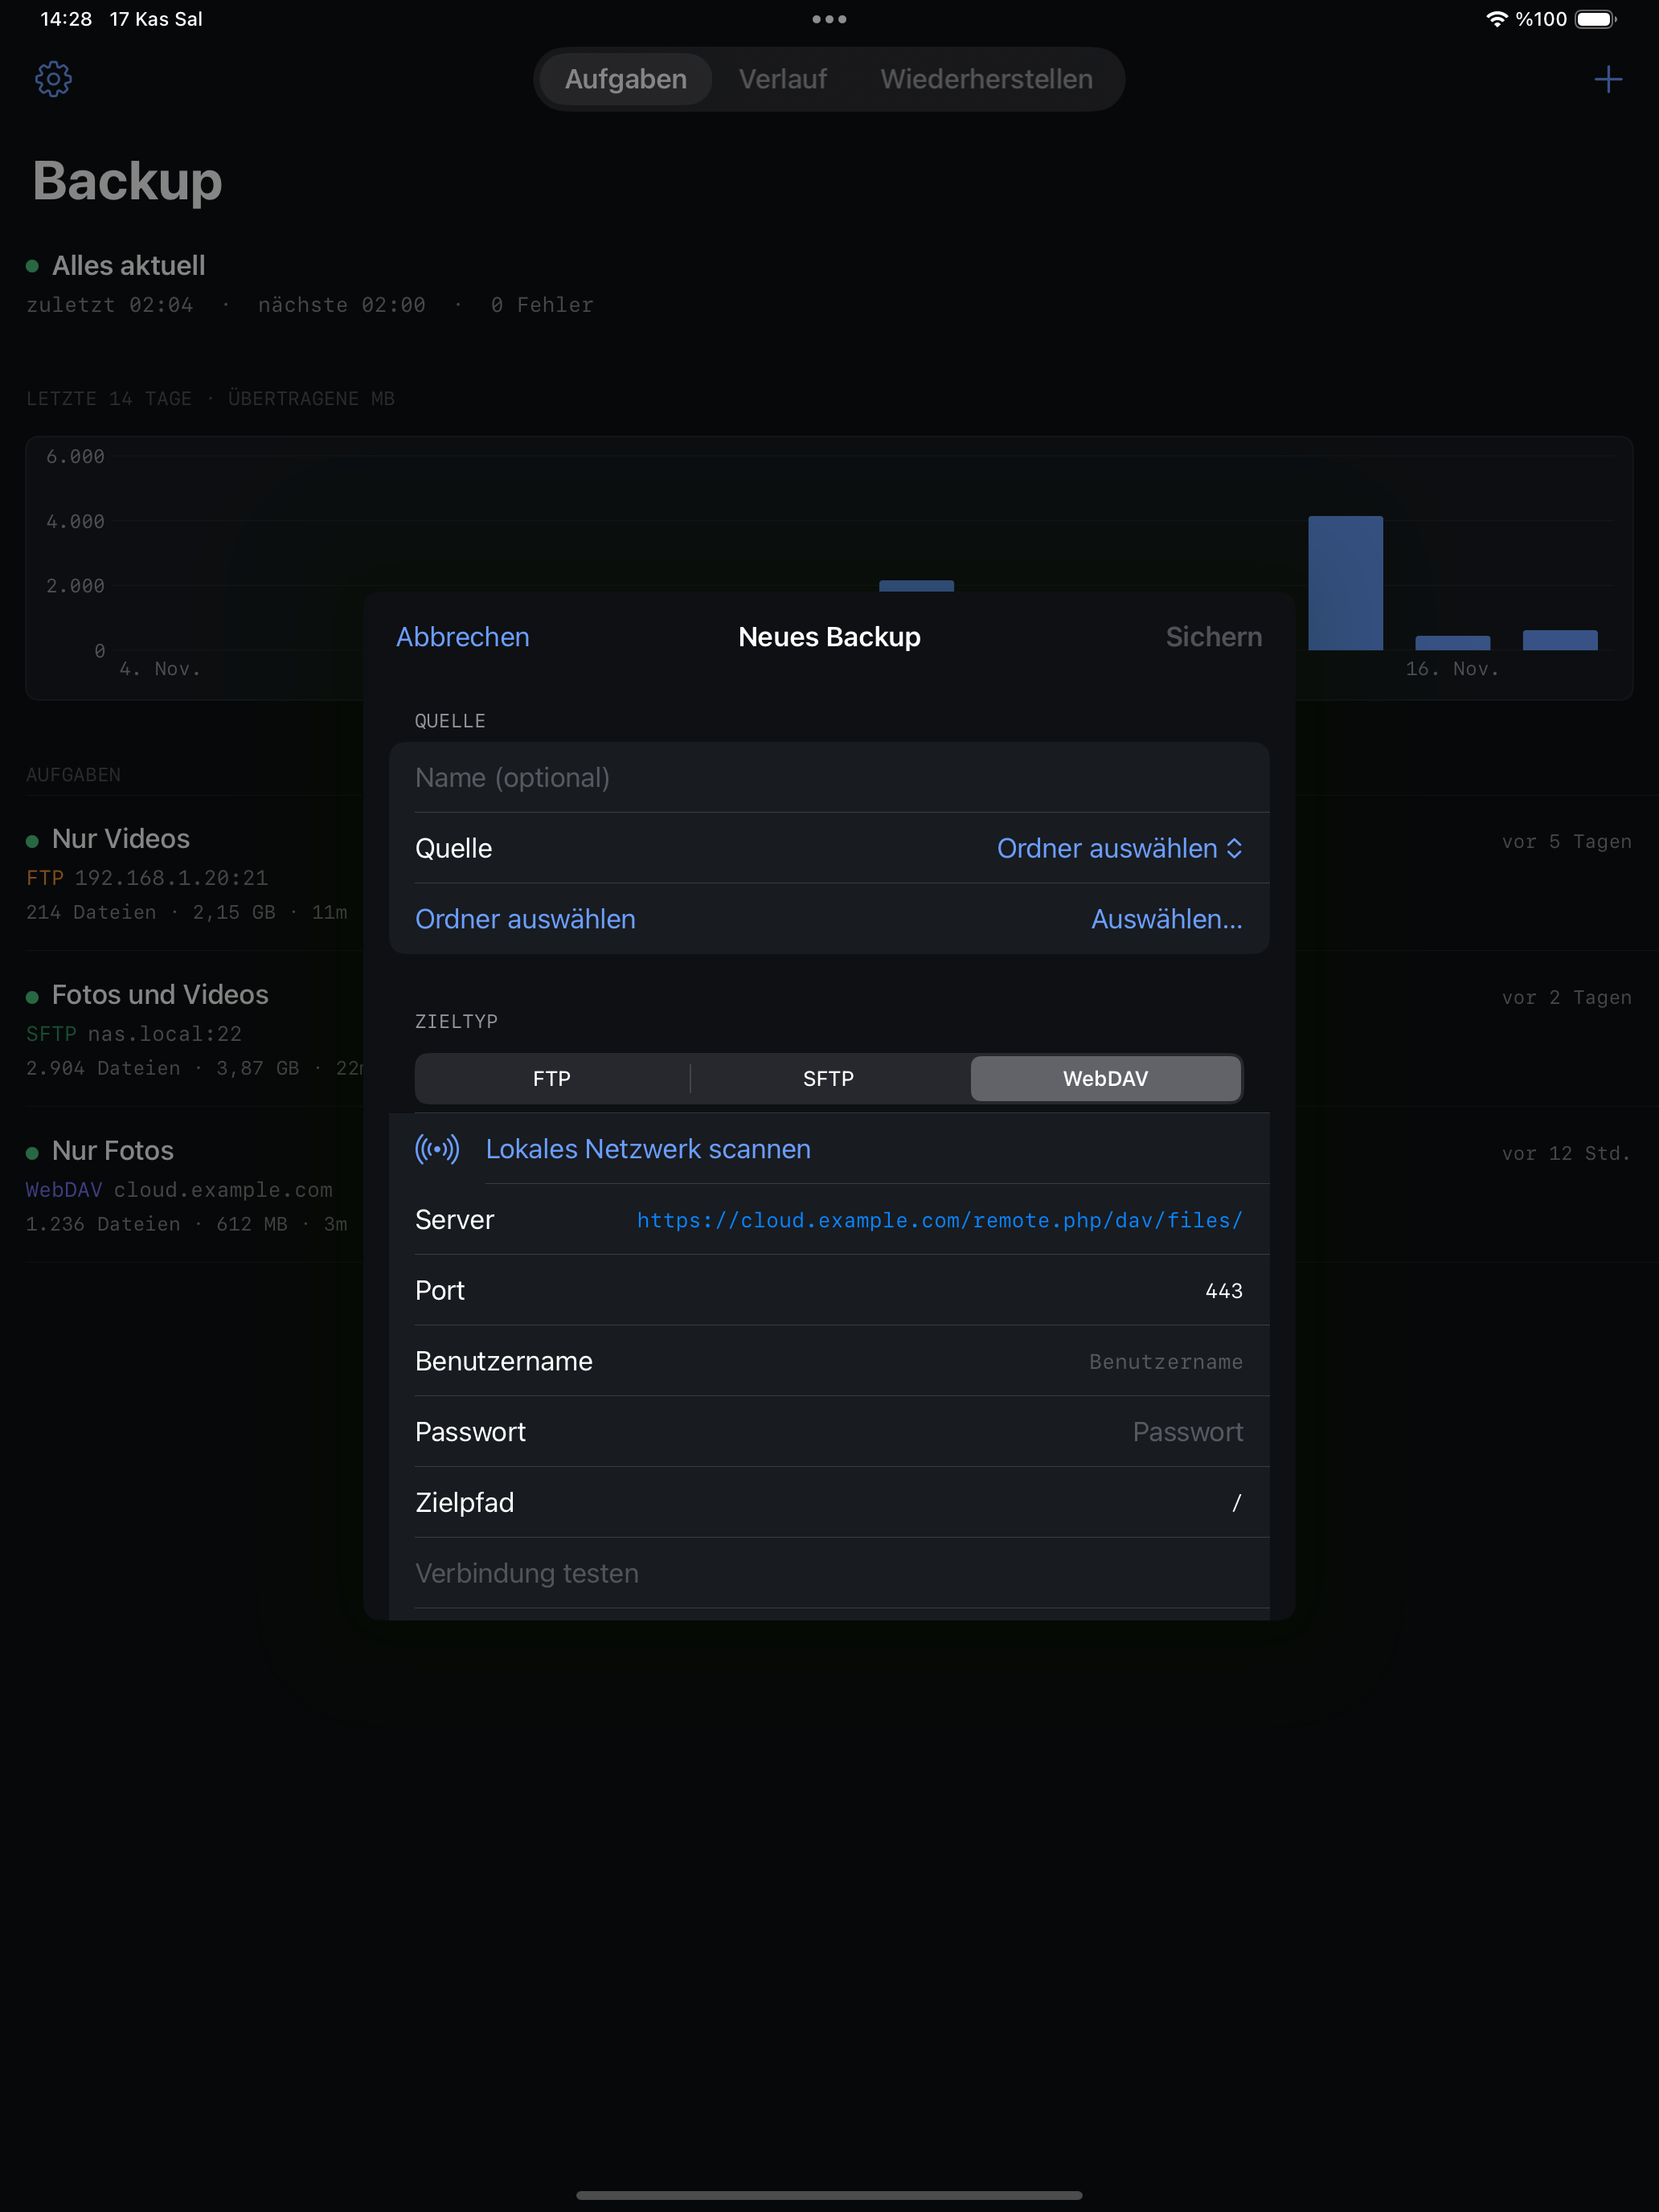 14:28 17 Kas Sal
%100
Aufgaben Verlauf Wiederherstellen
Backup
Alles aktuell
zuletzt 02:04 · nächste 02:00 · 0 Fehler
LETZTE 14 TAGE · ÜBERTRAGENE MB
6.000
4.000
2.000
0
4. Nov.
16. Nov.
AUFGABEN
Nur Videos
vor 5 Tagen
FTP 192.168.1.20:21
214 Dateien · 2,15 GB · 11m
Fotos und Videos
vor 2 Tagen
SFTP nas.local:22
2.904 Dateien · 3,87 GB ·
Nur Fotos
vor 12 Std.
WebDAV cloud.example.com
1.236 Dateien · 612 MB · 3m
Abbrechen Neues Backup Sichern
QUELLE
Name (optional)
Quelle Ordner auswählen
Ordner auswählen Auswählen...
ZIELTYP
FTP SFTP WebDAV
Lokales Netzwerk scannen
Server https://cloud.example.com/remote.php/dav/files/
Port 443
Benutzername Benutzername
Passwort Passwort
Zielpfad /
Verbindung testen